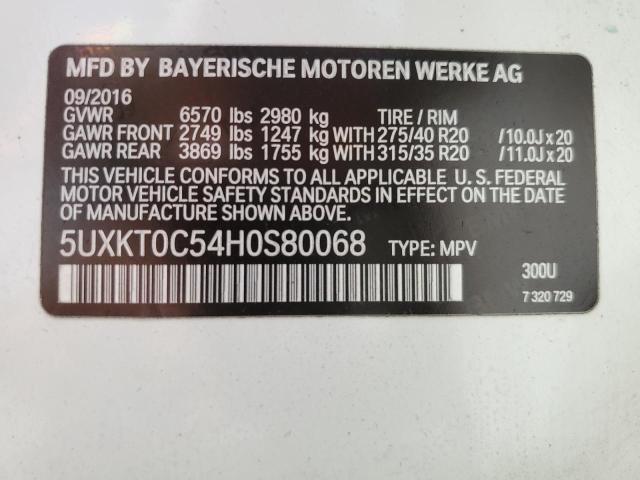 MFD BY BAYERISCHE MOTOREN WERKE AG
09/2016
GVWR 6570 lbs 2980 kg TIRE / RIM
GAWR FRONT 2749 lbs 1247 kg WITH 275/40 R20 /10.0J x 20
GAWR REAR 3869 lbs 1755 kg WITH 315/35 R20 /11.0J x 20
THIS VEHICLE CONFORMS TO ALL APPLICABLE U. S. FEDERAL
MOTOR VEHICLE SAFETY STANDARDS IN EFFECT ON THE DATE
OF MANUFACTURE SHOWN ABOVE.
5UXKT0C54H0S80068 TYPE: MPV
300U
7 320 729